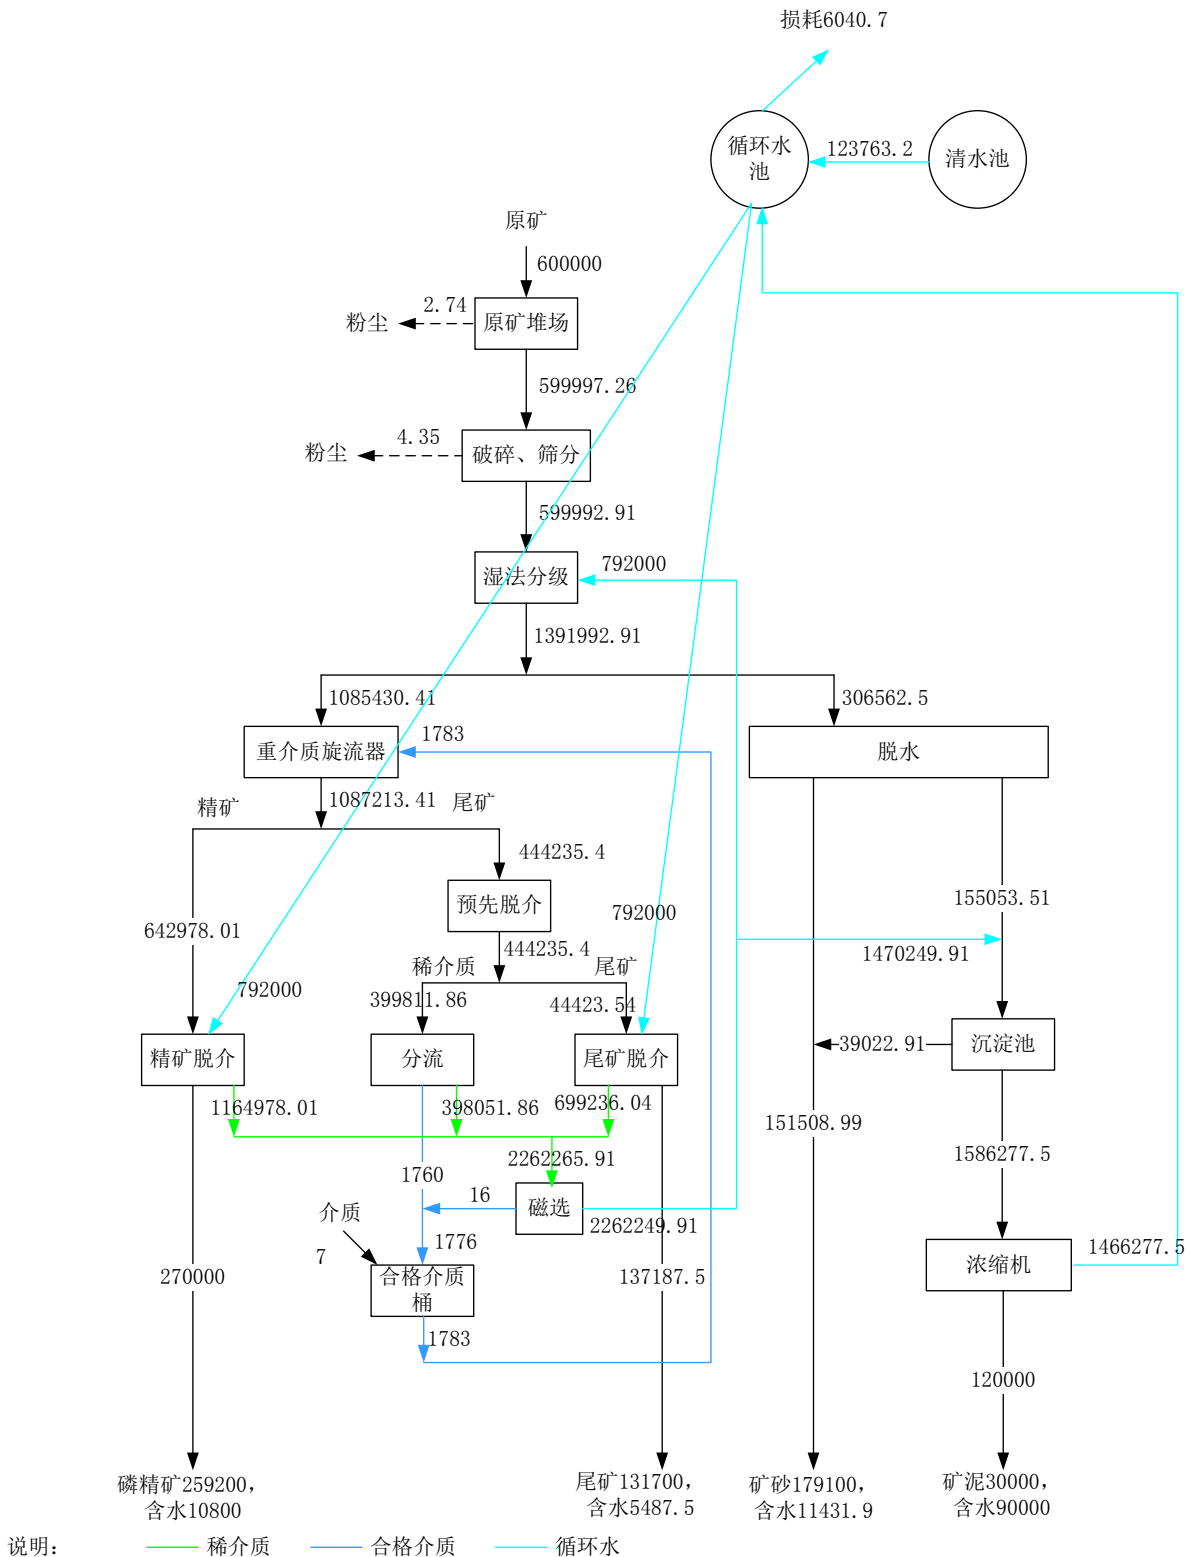 损耗6040.7
循环水
池
123763.2
清水池
原矿
600000
2.74
粉尘
原矿堆场
599997.26
4.35
粉尘
破碎、筛分
599992.91
湿法分级
792000
1391992.91
1085430.41
306562.5
重介质旋流器
1783
脱水
1087213.41
精矿
尾矿
444235.4
预先脱介
155053.51
642978.01
792000
444235.4
1470249.91
稀介质
尾矿
792000
399811.86
44423.54
精矿脱介
分流
尾矿脱介
39022.91
沉淀池
1164978.01
398051.86
699236.04
151508.99
2262265.91
1586277.5
1760
16
磁选
介质
2262249.91
1776
7
1466277.5
270000
合格介质
桶
137187.5
浓缩机
1783
120000
磷精矿259200，
含水10800
尾矿131700，
含水5487.5
矿砂179100，
含水11431.9
矿泥30000，
含水90000
说明：
稀介质
合格介质
循环水